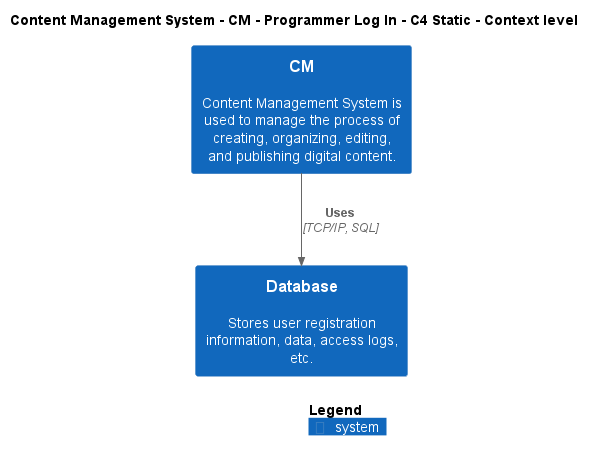 Content Management System - CM - Programmer Log In - C4 Static - Context level
CM
Content Management System is
used to manage the process of
creating, organizing, editing,
and publishing digital content.
Uses
[TCP/IP, SQL]
Database
Stores user registration
information, data, access logs,
etc.
Legend
system